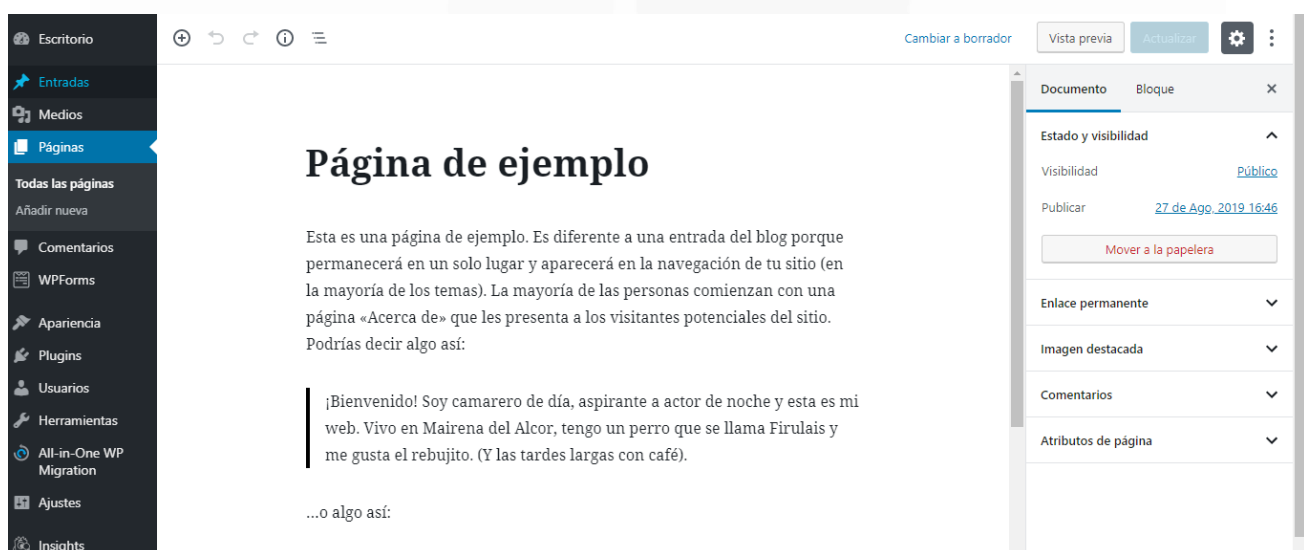 Escritorio
Entradas
Medios
Páginas
Todas las páginas
Añadir nueva
Comentarios
WPForms
Apariencia
Plugins
Usuarios
Herramientas
All-in-One WP
Migration
Ajustes
Insights
Cambiar a borrador
Vista previa
Actualizar
Página de ejemplo
Esta es una página de ejemplo. Es diferente a una entrada del blog porque
permanecerá en un solo lugar y aparecerá en la navegación de tu sitio (en
la mayoría de los temas). La mayoría de las personas comienzan con una
página «Acerca de» que les presenta a los visitantes potenciales del sitio.
Podrías decir algo así:
¡Bienvenido! Soy camarero de día, aspirante a actor de noche y esta es mi
web. Vivo en Mairena del Alcor, tengo un perro que se llama Firulais y
me gusta el rebujito. (Y las tardes largas con café).
…o algo así:
Documento Bloque
Estado y visibilidad
Visibilidad Público
Publicar 27 de Ago, 2019 16:46
Mover a la papelera
Enlace permanente
Imagen destacada
Comentarios
Atributos de página